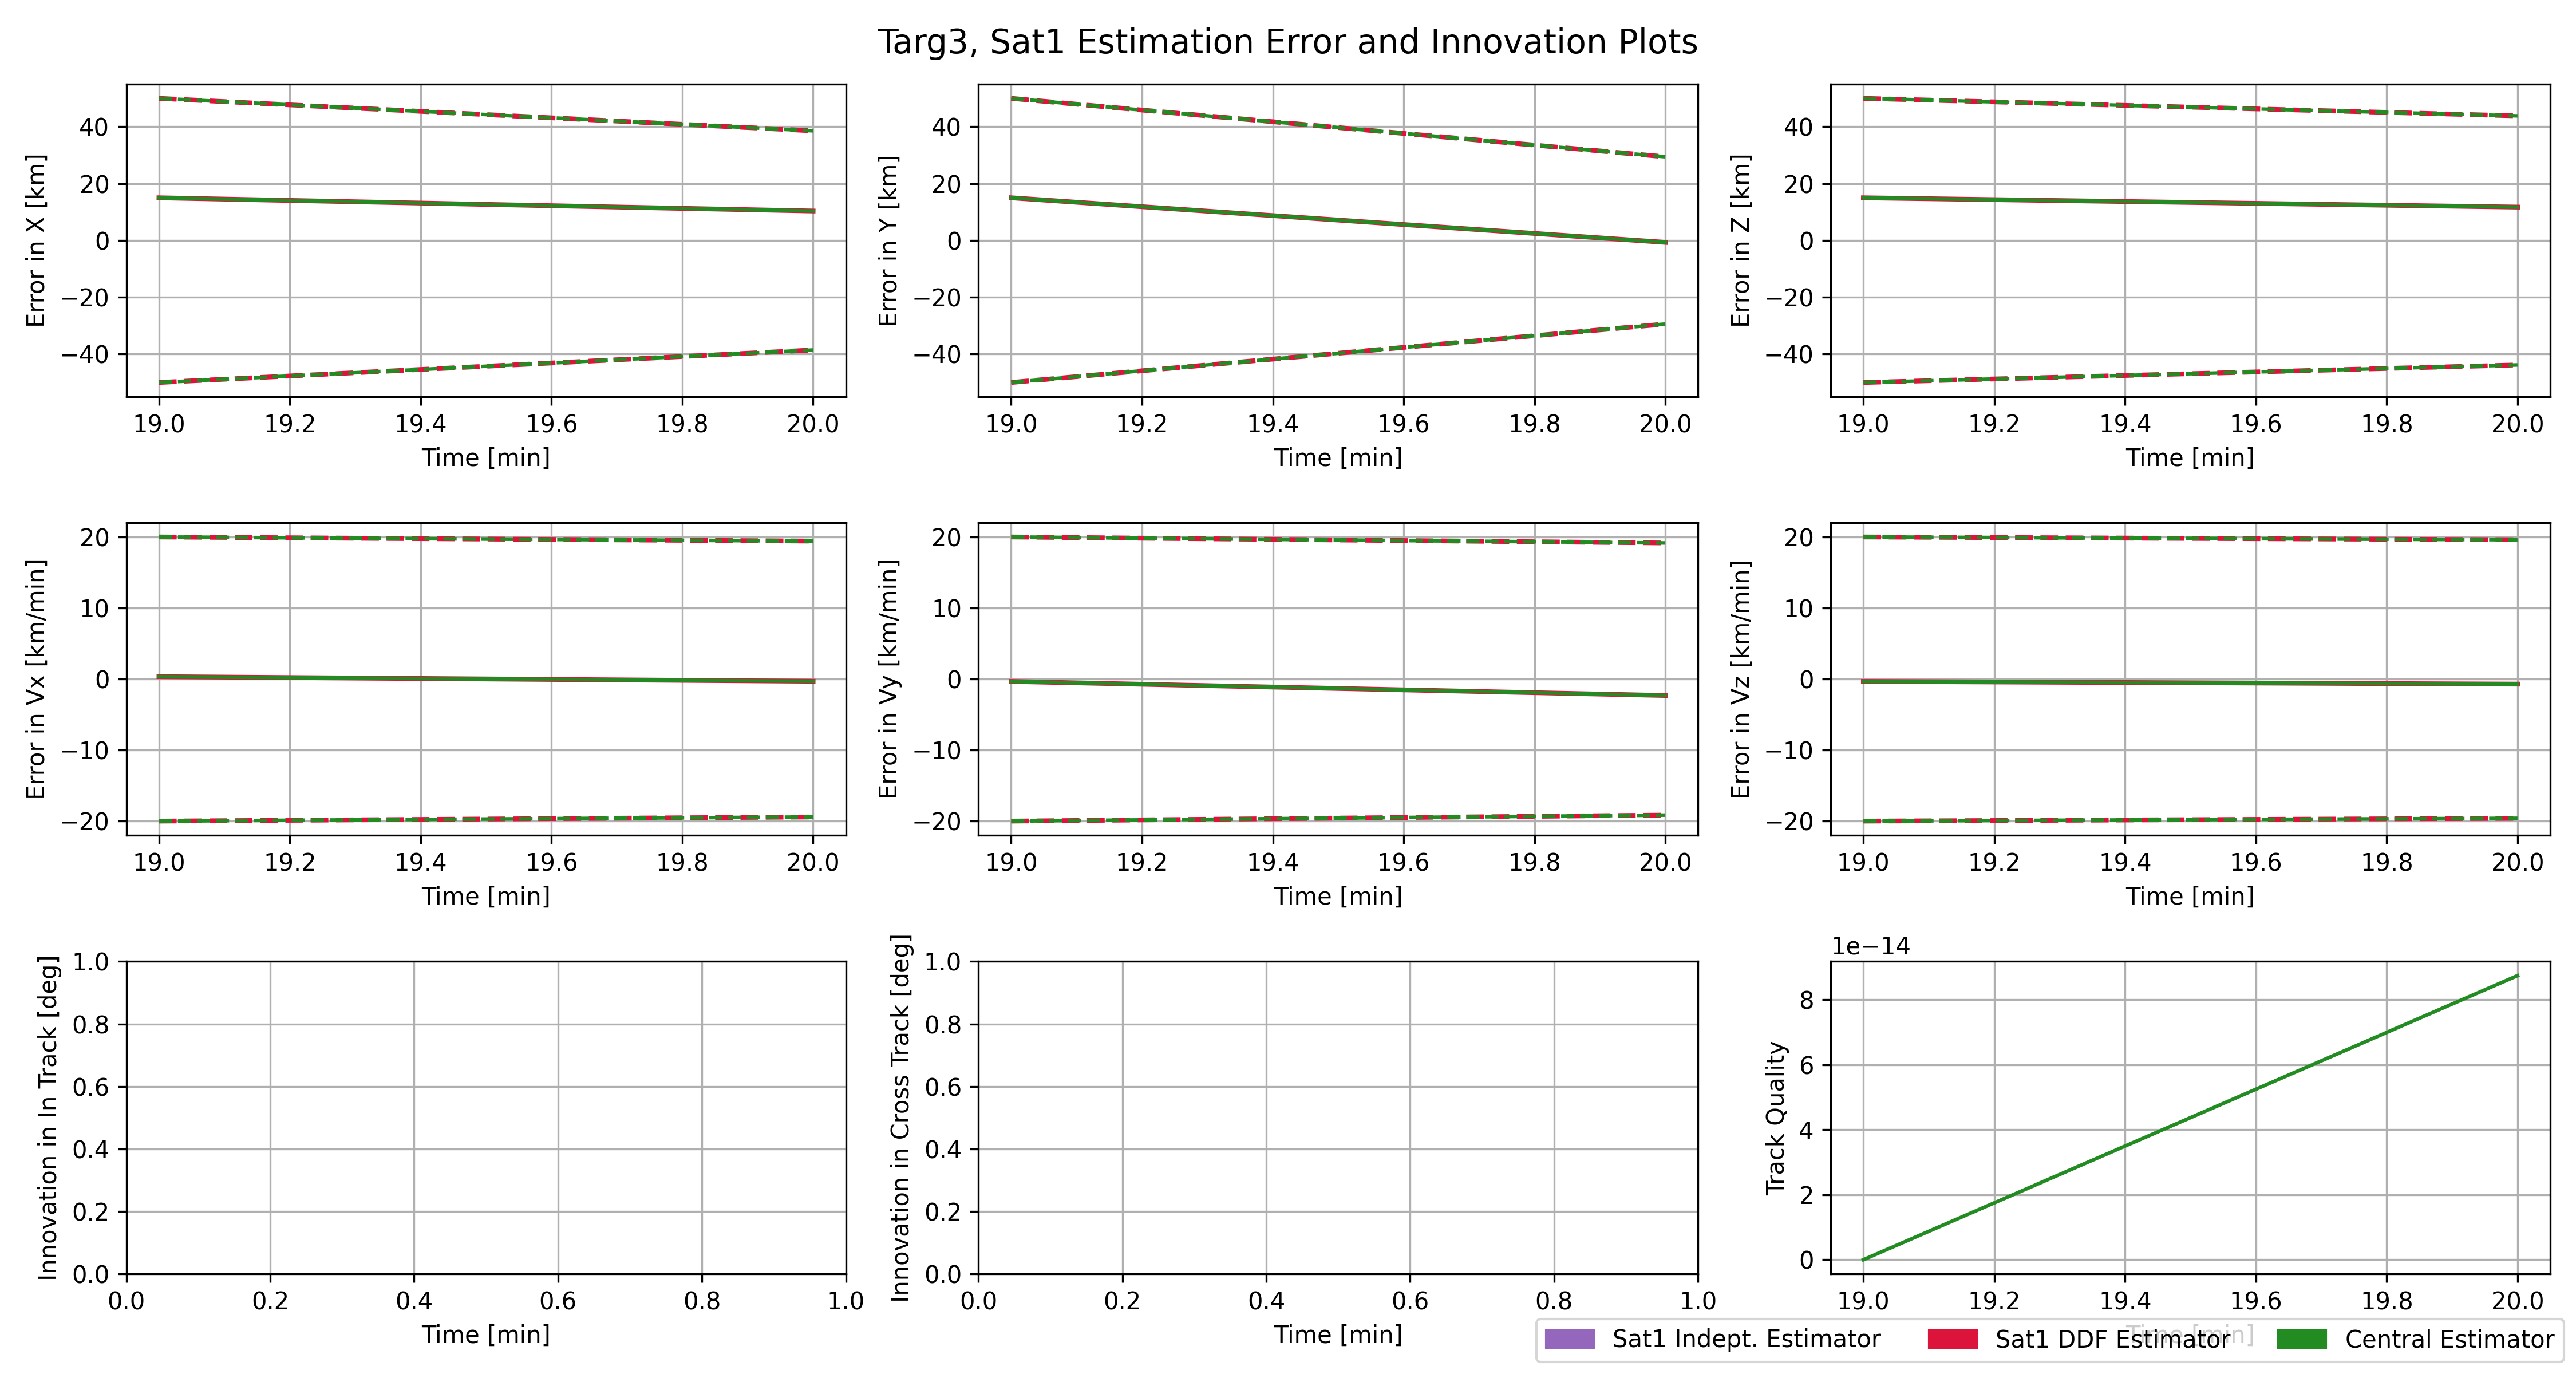 Targ3, Sat1 Estimation Error and Innovation Plots
Error in X [km]
40
20
0
−20
−40
19.0 19.2 19.4 19.6 19.8 20.0
Time [min]
Error in Y [km]
40
20
0
−20
−40
19.0 19.2 19.4 19.6 19.8 20.0
Time [min]
Error in Z [km]
40
20
0
−20
−40
19.0 19.2 19.4 19.6 19.8 20.0
Time [min]
Error in Vx [km/min]
20
10
0
−10
−20
19.0 19.2 19.4 19.6 19.8 20.0
Time [min]
Error in Vy [km/min]
20
10
0
−10
−20
19.0 19.2 19.4 19.6 19.8 20.0
Time [min]
Error in Vz [km/min]
20
10
0
−10
−20
19.0 19.2 19.4 19.6 19.8 20.0
Time [min]
Innovation in In Track [deg]
1.0
0.8
0.6
0.4
0.2
0.0
0.0 0.2 0.4 0.6 0.8 1.0
Time [min]
Innovation in Cross Track [deg]
1.0
0.8
0.6
0.4
0.2
0.0
0.0 0.2 0.4 0.6 0.8 1.0
Time [min]
1e−14
Track Quality
8
6
4
2
0
19.0 19.2 19.4 19.6 19.8 20.0
Time [min]
Sat1 Indept. Estimator Sat1 DDF Estimator Central Estimator